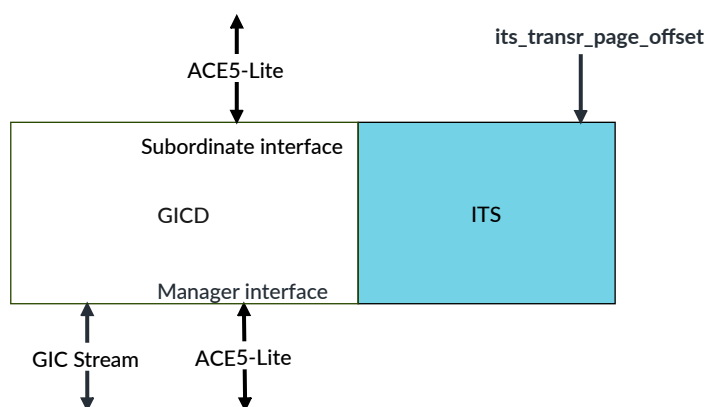 its_transr_page_offset
ACE5-Lite
Subordinate interface
GICD
ITS
Manager interface
GIC Stream
ACE5-Lite